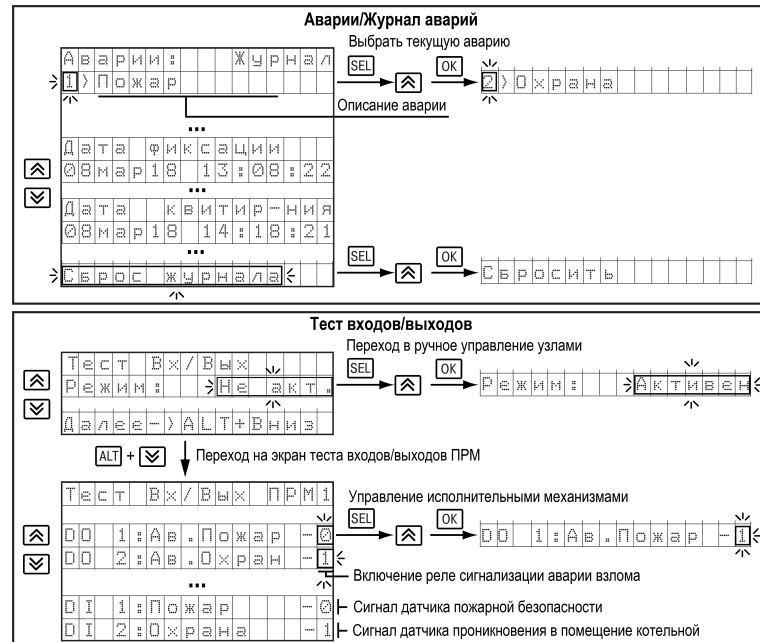 Аварии/Журнал аварий
Выбрать текущую аварию
Аварии: Журнал
SEL OK
1>Пожар
2>Охрана
Описание аварии
...
Дата фиксации
08мар18 13:08:22
...
Дата квитир-ния
08мар18 14:18:21
...
SEL OK
Сброс журнала
Сбросить
Тест входов/выходов
Переход в ручное управление узлами
Тест Вх/Вых
SEL OK
Режим: Не акт.
Режим: Активен
Далее->ALT+Вниз
ALT + Переход на экран теста входов/выходов ПРМ
Тест Вх/Вых ПРМ1
Управление исполнительными механизмами
SEL OK
DO 1:Ав.Пожар -0
DO 1:Ав.Пожар -1
DO 2:Ав.Охран -1
Включение реле сигнализации аварии взлома
...
DI 1:Пожар -0
Сигнал датчика пожарной безопасности
DI 2:Охрана -1
Сигнал датчика проникновения в помещение котельной